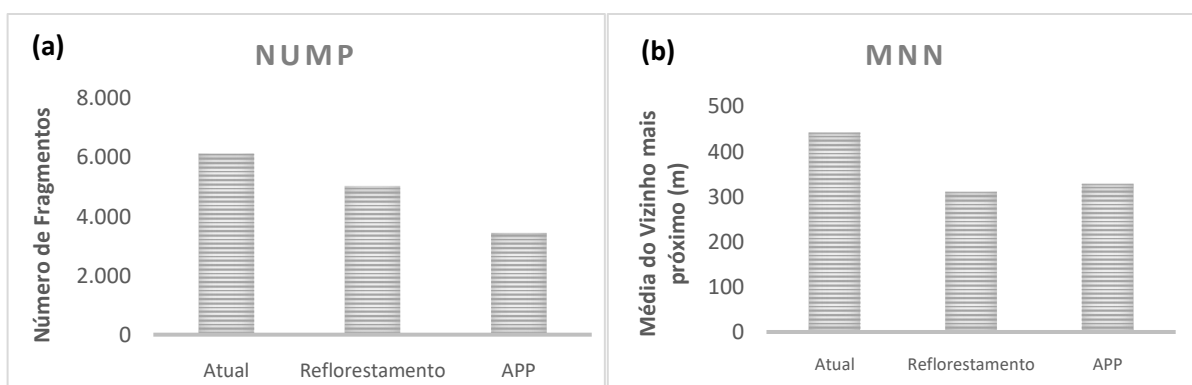 (a)
NUMP
Número de Fragmentos
8.000
6.000
4.000
2.000
0
Atual
Reflorestamento
APP
(b)
MNN
Média do Vizinho mais
próximo (m)
500
400
300
200
100
0
Atual
Reflorestamento
APP